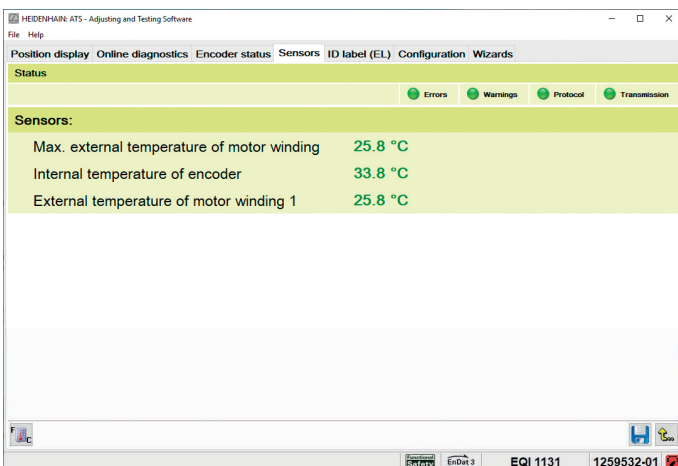 HEIDENHAIN: ATS - Adjusting and Testing Software
File Help
Position display Online diagnostics Encoder status Sensors ID label (EL) Configuration Wizards
Status
Errors Warnings Protocol Transmission
Sensors:
Max. external temperature of motor winding 25.8 °C
Internal temperature of encoder 33.8 °C
External temperature of motor winding 1 25.8 °C
F C
Functional Safety EnDat 3 EQI 1131 1259532-01